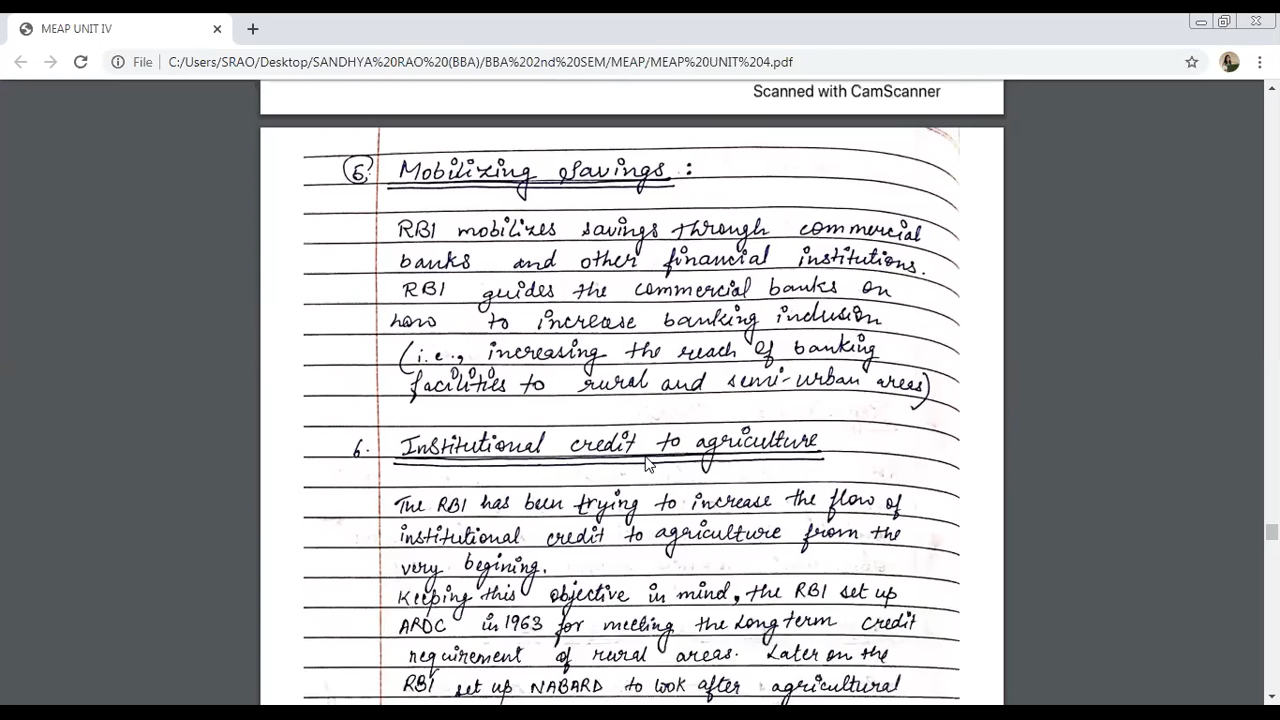 MEAP UNIT IV
File C:/Users/SRAO/Desktop/SANDHYA%20RAO%20(BBA)/BBA%202nd%20SEM/MEAP/MEAP%20UNIT%204.pdf
Scanned with CamScanner
5. Mobilizing Savings :
RBI mobilizes savings through commercial
banks and other financial institutions.
RBI guides the commercial banks on
how to increase banking inclusion
(i.e., increasing the reach of banking
facilities to rural and semi-urban areas)
6. Institutional credit to agriculture
The RBI has been trying to increase the flow of
institutional credit to agriculture from the
very begining.
Keeping this objective in mind, the RBI set up
ARDC in 1963 for meeting the Long term credit
requirement of rural areas. Later on the
RBI set up NABARD to look after agricultural